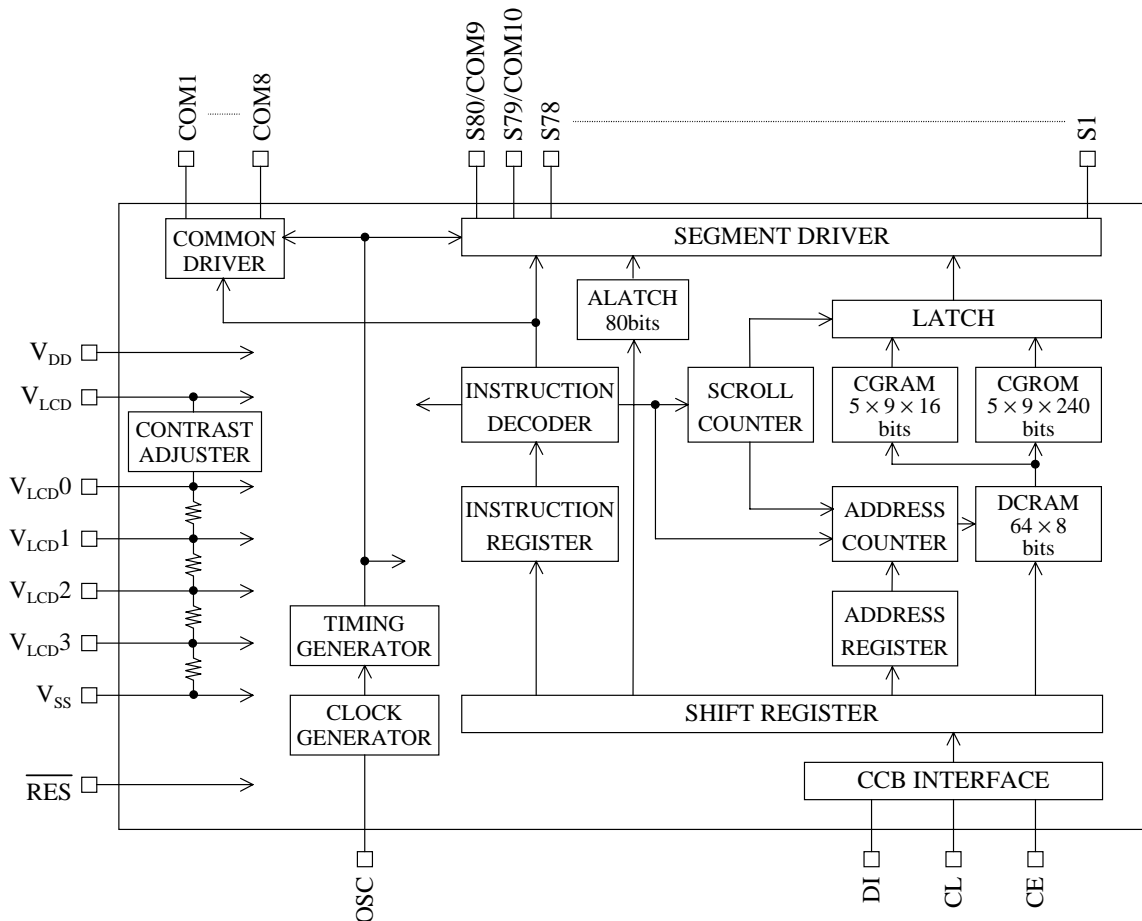 COM1
COM8
S80/COM9
S79/COM10
S78
S1
COMMON
DRIVER
SEGMENT DRIVER
ALATCH
80bits
LATCH
VDD
VLCD
CONTRAST
ADJUSTER
INSTRUCTION
DECODER
SCROLL
COUNTER
CGRAM
5 × 9 × 16
bits
CGROM
5 × 9 × 240
bits
VLCD0
VLCD1
VLCD2
VLCD3
VSS
INSTRUCTION
REGISTER
ADDRESS
COUNTER
DCRAM
64 × 8
bits
TIMING
GENERATOR
ADDRESS
REGISTER
CLOCK
GENERATOR
SHIFT REGISTER
RES
CCB INTERFACE
OSC
DI
CL
CE